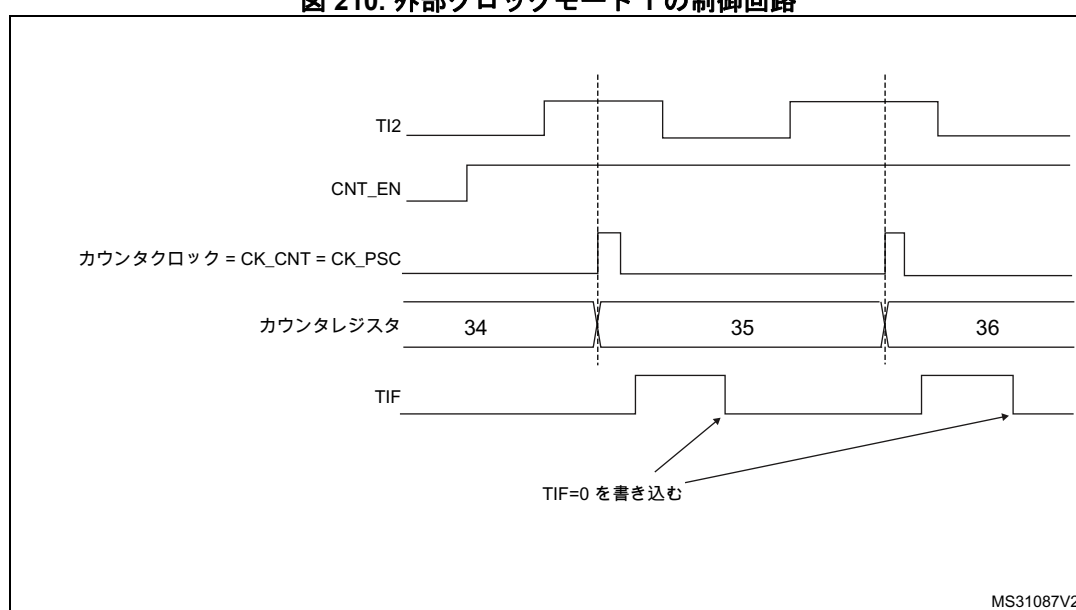 図 210. 外部クロックモード 1 の制御回路
TI2
CNT_EN
カウンタクロック = CK_CNT = CK_PSC
カウンタレジスタ
34
35
36
TIF
TIF=0 を書き込む
MS31087V2